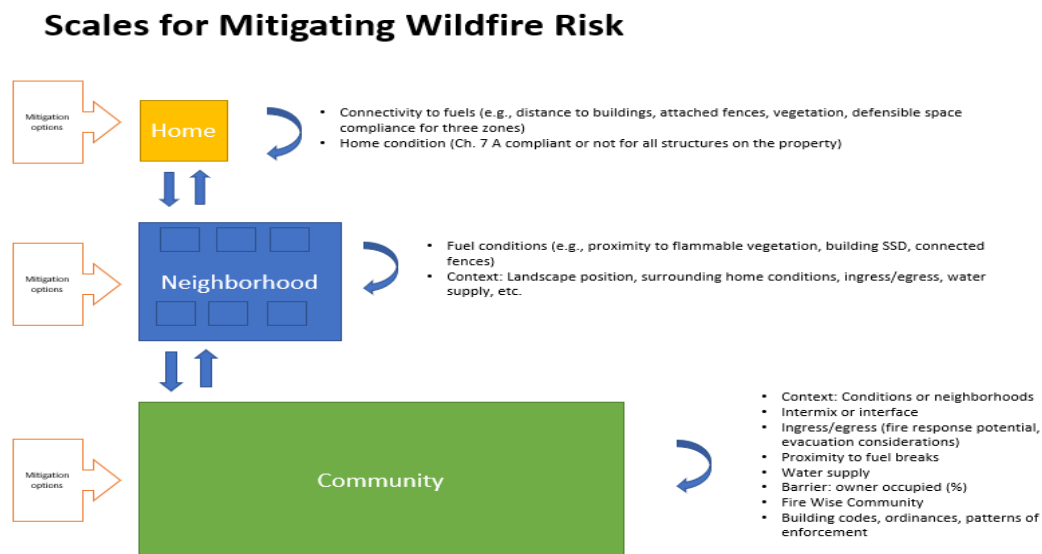 Scales for Mitigating Wildfire Risk
Mitigation
options
Home
• Connectivity to fuels (e.g., distance to buildings, attached fences, vegetation, defensible space
compliance for three zones)
• Home condition (Ch. 7 A compliant or not for all structures on the property)
Mitigation
options
Neighborhood
• Fuel conditions (e.g., proximity to flammable vegetation, building SSD, connected
fences)
• Context: Landscape position, surrounding home conditions, ingress/egress, water
supply, etc.
Mitigation
options
Community
• Context: Conditions or neighborhoods
• Intermix or interface
• Ingress/egress (fire response potential,
evacuation considerations)
• Proximity to fuel breaks
• Water supply
• Barrier: owner occupied (%)
• Fire Wise Community
• Building codes, ordinances, patterns of
enforcement